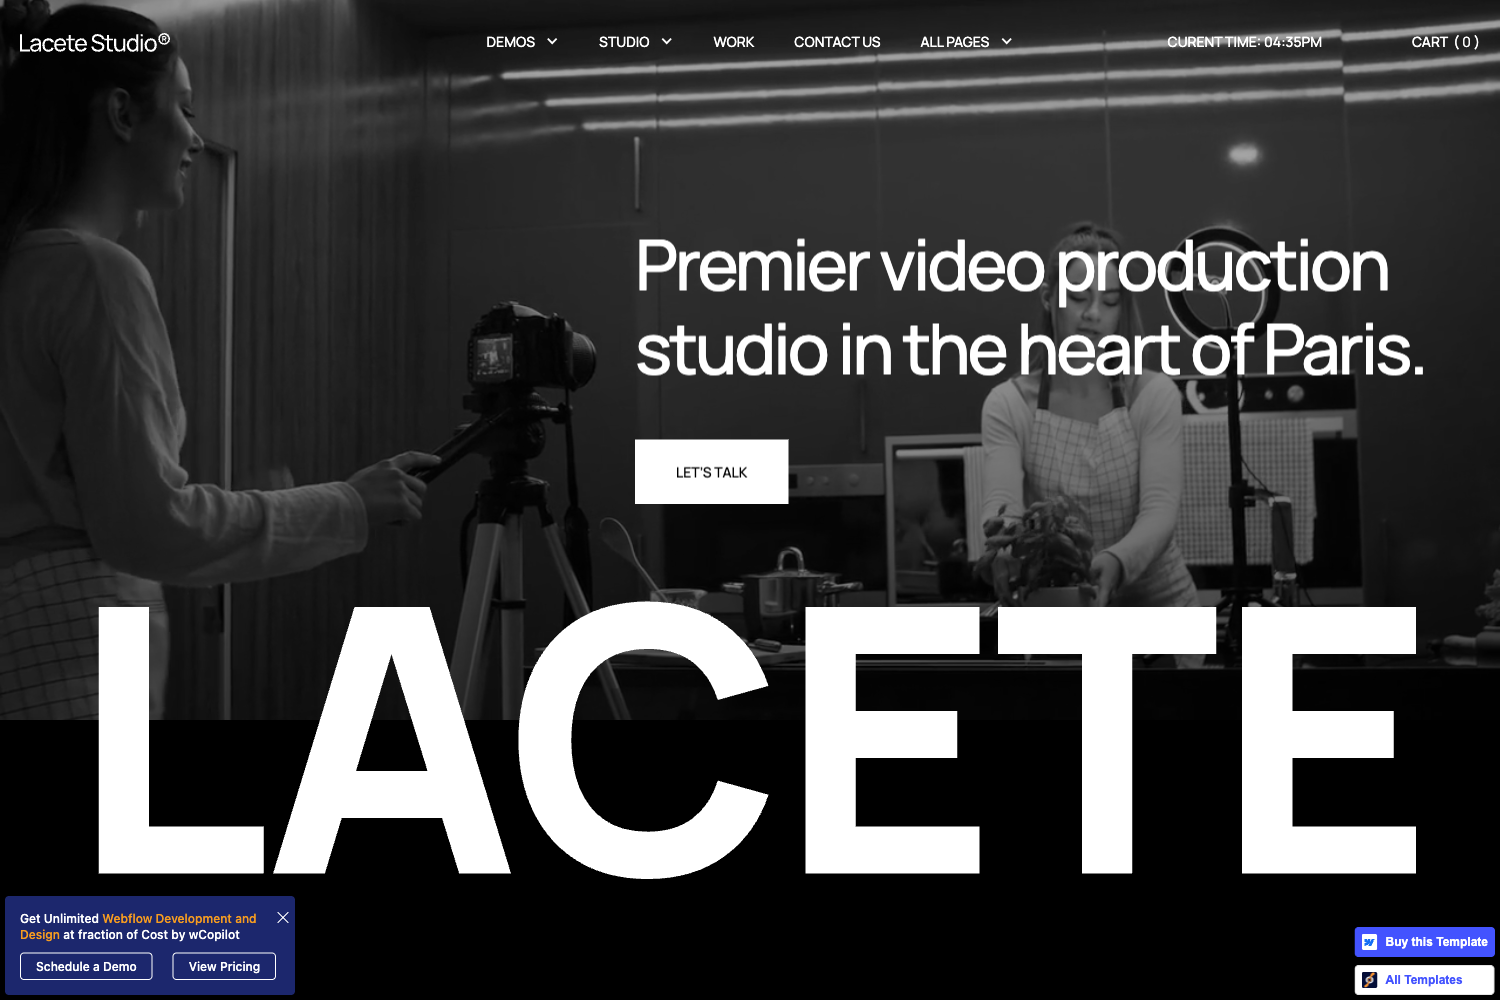 Lacete Studio®
DEMOS
STUDIO
WORK
CONTACT US
ALL PAGES
CURENT TIME: 04:35PM
CART ( 0 )
Premier video production
studio in the heart of Paris.
LET'S TALK
LACETE
Get Unlimited Webflow Development and
Design at fraction of Cost by wCopilot
Schedule a Demo
View Pricing
Buy this Template
All Templates